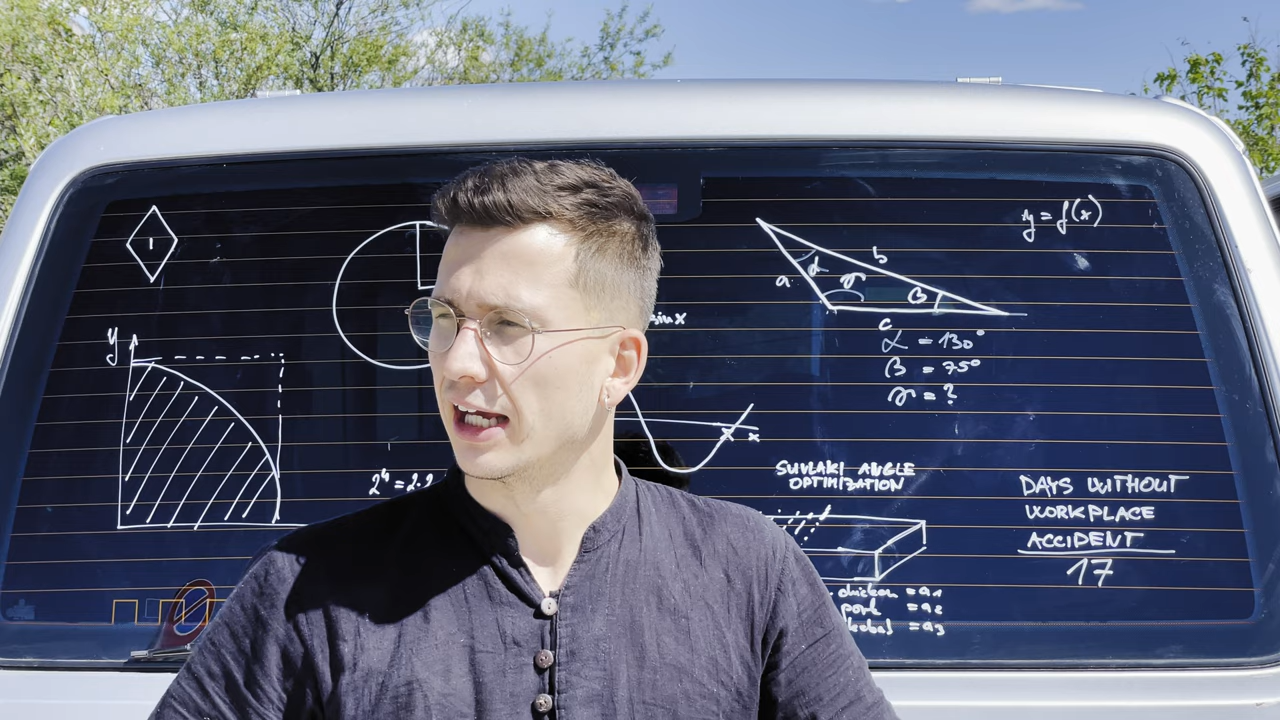 1
y = f(x)
b
α
a
γ
β
c
sin x
α = 130°
β = 75°
γ = ?
y
x
2⁴ = 2·2
SUVLAKI ANGLE
OPTIMIZATION
DAYS WITHOUT
WORKPLACE
ACCIDENT
17
chicken = a₁
pork = a₂
kebab = a₃